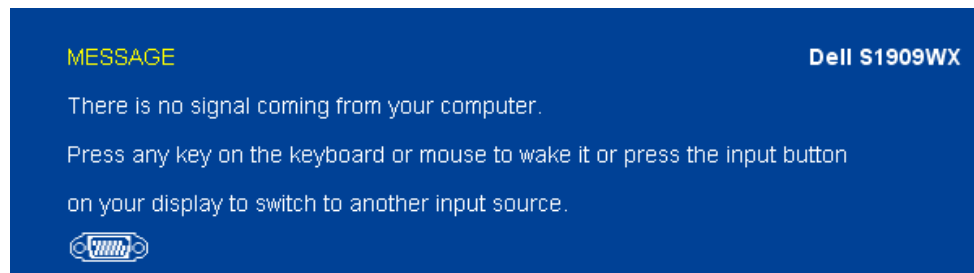 MESSAGE Dell S1909WX
There is no signal coming from your computer.
Press any key on the keyboard or mouse to wake it or press the input button
on your display to switch to another input source.